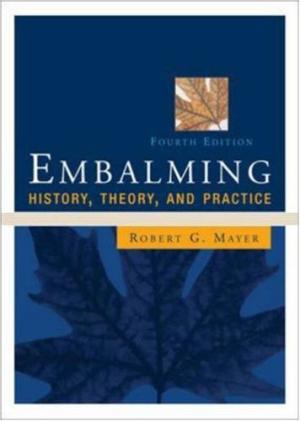 FOURTH EDITION
EMBALMING
HISTORY, THEORY, AND PRACTICE
ROBERT G. MAYER